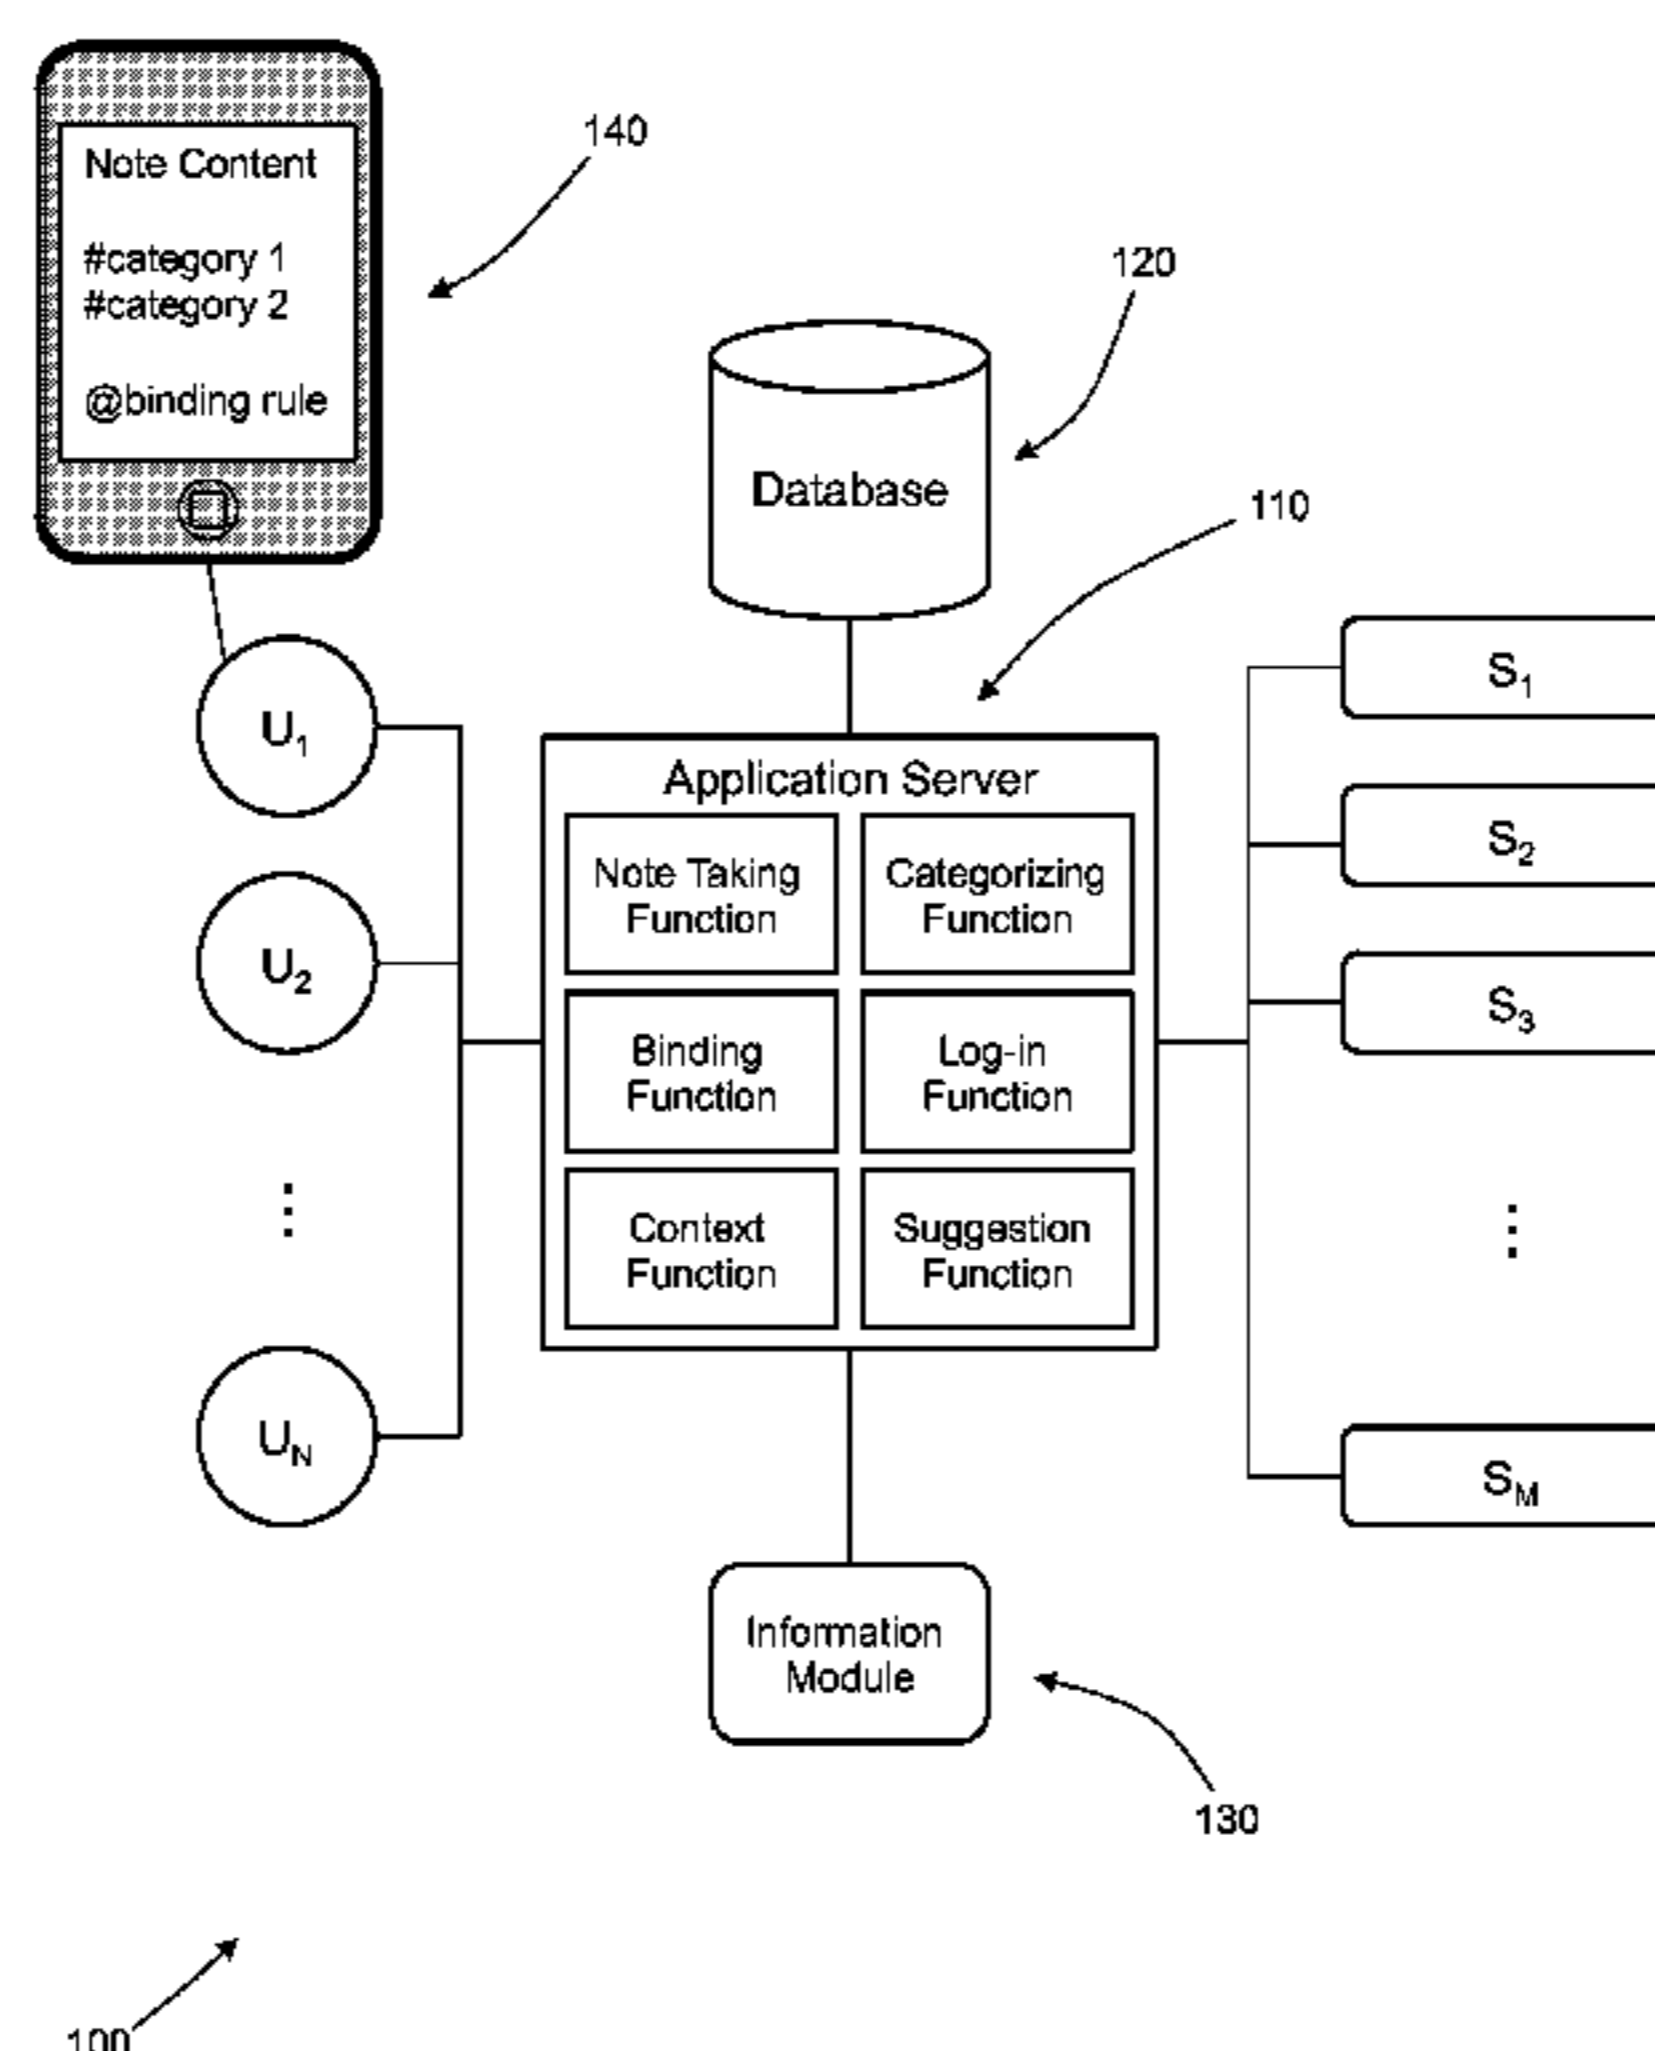 140
Note Content
#category 1
#category 2
@binding rule
120
Database
110
U1
U2
⋮
UN
Application Server
Note Taking
Function
Categorizing
Function
Binding
Function
Log-in
Function
Context
Function
Suggestion
Function
S1
S2
S3
⋮
SM
Information
Module
130
100